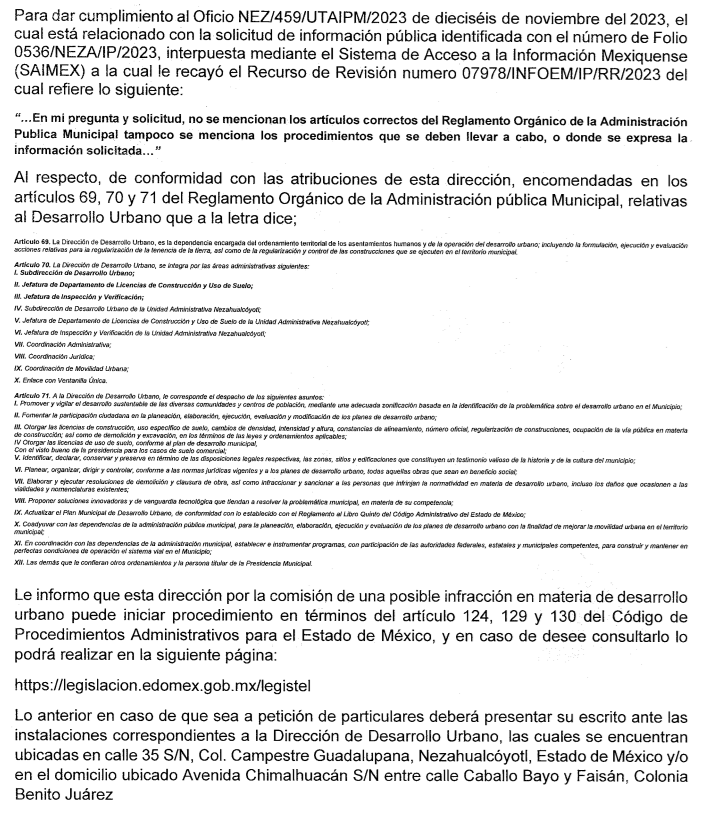 Para dar cumplimiento al Oficio NEZ/459/UTAIPM/2023 de dieciséis de noviembre del 2023, el
cual está relacionado con la solicitud de información pública identificada con el número de Folio
0536/NEZA/IP/2023, interpuesta mediante el Sistema de Acceso a la Información Mexiquense
(SAIMEX) a la cual le recayó el Recurso de Revisión numero 07978/INFOEM/IP/RR/2023 del
cual refiere lo siguiente:
“…En mi pregunta y solicitud, no se mencionan los artículos correctos del Reglamento Orgánico de la Administración
Publica Municipal tampoco se menciona los procedimientos que se deben llevar a cabo, o donde se expresa la
información solicitada…”
Al respecto, de conformidad con las atribuciones de esta dirección, encomendadas en los
artículos 69, 70 y 71 del Reglamento Orgánico de la Administración pública Municipal, relativas
al Desarrollo Urbano que a la letra dice;
Artículo 69. La Dirección de Desarrollo Urbano, es la dependencia encargada del ordenamiento territorial de los asentamientos humanos y de la operación del desarrollo urbano; incluyendo la formulación, ejecución y evaluación
acciones relativas para la regularización de la tenencia de la tierra, así como de la regularización y control de las construcciones que se ejecuten en el territorio municipal.
Artículo 70. La Dirección de Desarrollo Urbano, se integra por las áreas administrativas siguientes:
I. Subdirección de Desarrollo Urbano;
II. Jefatura de Departamento de Licencias de Construcción y Uso de Suelo;
III. Jefatura de Inspección y Verificación;
IV. Subdirección de Desarrollo Urbano de la Unidad Administrativa Nezahualcóyotl;
V. Jefatura de Departamento de Licencias de Construcción y Uso de Suelo de la Unidad Administrativa Nezahualcóyotl;
VI. Jefatura de Inspección y Verificación de la Unidad Administrativa Nezahualcóyotl;
VII. Coordinación Administrativa;
VIII. Coordinación Jurídica;
IX. Coordinación de Movilidad Urbana;
X. Enlace con Ventanilla Única.
Artículo 71. A la Dirección de Desarrollo Urbano, le corresponde el despacho de los siguientes asuntos:
I. Promover y vigilar el desarrollo sustentable de las diversas comunidades y centros de población, mediante una adecuada zonificación basada en la identificación de la problemática sobre el desarrollo urbano en el Municipio;
II. Fomentar la participación ciudadana en la planeación, elaboración, ejecución, evaluación y modificación de los planes de desarrollo urbano;
III. Otorgar las licencias de construcción, uso específico de suelo, cambios de densidad, intensidad y altura, constancias de alineamiento, número oficial, regularización de construcciones, ocupación de la vía pública en materia
de construcción; así como de demolición y excavación, en los términos de las leyes y ordenamientos aplicables;
IV Otorgar las licencias de uso de suelo, conforme al plan de desarrollo municipal,
Con el visto bueno de la presidencia para los casos de suelo comercial;
V. Identificar, declarar, conservar y preservar en término de las disposiciones legales respectivas, las zonas, sitios y edificaciones que constituyen un testimonio valioso de la historia y de la cultura del municipio;
VI. Planear, organizar, dirigir y controlar, conforme a las normas jurídicas vigentes y a los planes de desarrollo urbano, todas aquellas obras que sean en beneficio social;
VII. Elaborar y ejecutar resoluciones de demolición y clausura de obra, así como infraccionar y sancionar a las personas que infrinjan la normatividad en materia de desarrollo urbano, incluso los daños que ocasionen a las
vialidades y nomenclaturas existentes;
VIII. Proponer soluciones innovadoras y de vanguardia tecnológica que tiendan a resolver la problemática municipal, en materia de su competencia;
IX. Actualizar el Plan Municipal de Desarrollo Urbano, de conformidad con lo establecido con el Reglamento al Libro Quinto del Código Administrativo del Estado de México;
X. Coadyuvar con las dependencias de la administración pública municipal, para la planeación, elaboración, ejecución y evaluación de los planes de desarrollo urbano con la finalidad de mejorar la movilidad urbana en el territorio
municipal;
XI. En coordinación con las dependencias de la administración municipal, establecer e instrumentar programas, con participación de las autoridades federales, estatales y municipales competentes, para construir y mantener en
perfectas condiciones de operación el sistema vial en el Municipio;
XII. Las demás que le confieran otros ordenamientos y la persona titular de la Presidencia Municipal.
Le informo que esta dirección por la comisión de una posible infracción en materia de desarrollo
urbano puede iniciar procedimiento en términos del artículo 124, 129 y 130 del Código de
Procedimientos Administrativos para el Estado de México, y en caso de desee consultarlo lo
podrá realizar en la siguiente página:
https://legislacion.edomex.gob.mx/legistel
Lo anterior en caso de que sea a petición de particulares deberá presentar su escrito ante las
instalaciones correspondientes a la Dirección de Desarrollo Urbano, las cuales se encuentran
ubicadas en calle 35 S/N, Col. Campestre Guadalupana, Nezahualcóyotl, Estado de México y/o
en el domicilio ubicado Avenida Chimalhuacán S/N entre calle Caballo Bayo y Faisán, Colonia
Benito Juárez